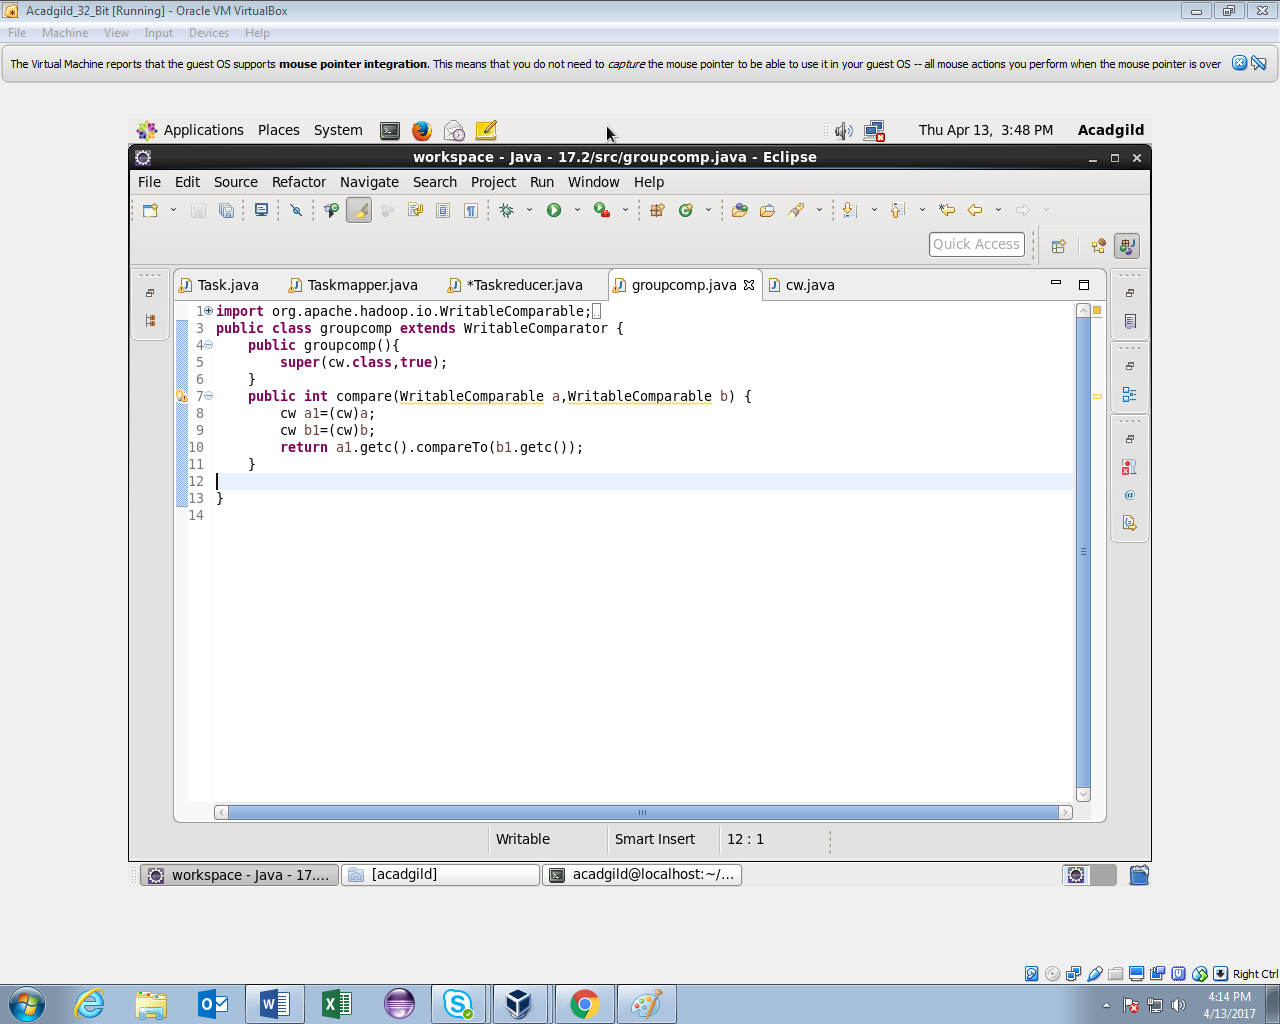 Acadgild_32_Bit [Running] - Oracle VM VirtualBox
File Machine View Input Devices Help
The Virtual Machine reports that the guest OS supports mouse pointer integration. This means that you do not need to capture the mouse pointer to be able to use it in your guest OS -- all mouse actions you perform when the mouse pointer is over
Applications Places System Thu Apr 13, 3:48 PM Acadgild
workspace - Java - 17.2/src/groupcomp.java - Eclipse
File Edit Source Refactor Navigate Search Project Run Window Help
Quick Access
Task.java Taskmapper.java *Taskreducer.java groupcomp.java cw.java
1 import org.apache.hadoop.io.WritableComparable;
3 public class groupcomp extends WritableComparator {
4 public groupcomp(){
5 super(cw.class,true);
6 }
7 public int compare(WritableComparable a,WritableComparable b) {
8 cw a1=(cw)a;
9 cw b1=(cw)b;
10 return a1.getc().compareTo(b1.getc());
11 }
12
13 }
14
Writable Smart Insert 12 : 1
workspace - Java - 17.... [acadgild] acadgild@localhost:~/...
Right Ctrl
4:14 PM
4/13/2017